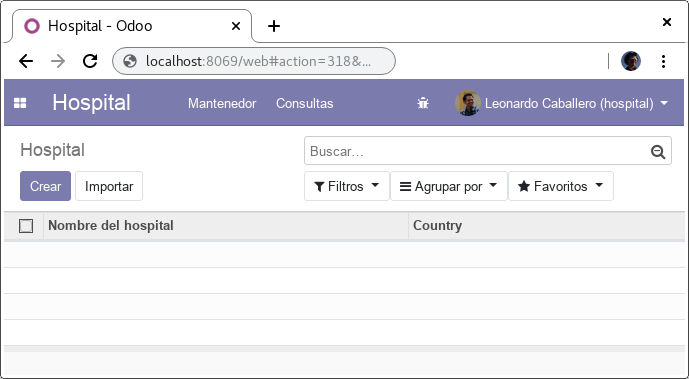 Hospital - Odoo
localhost:8069/web#action=318&...
Hospital Mantenedor Consultas Leonardo Caballero (hospital)
Hospital Buscar...
Crear Importar Filtros Agrupar por Favoritos
Nombre del hospital Country